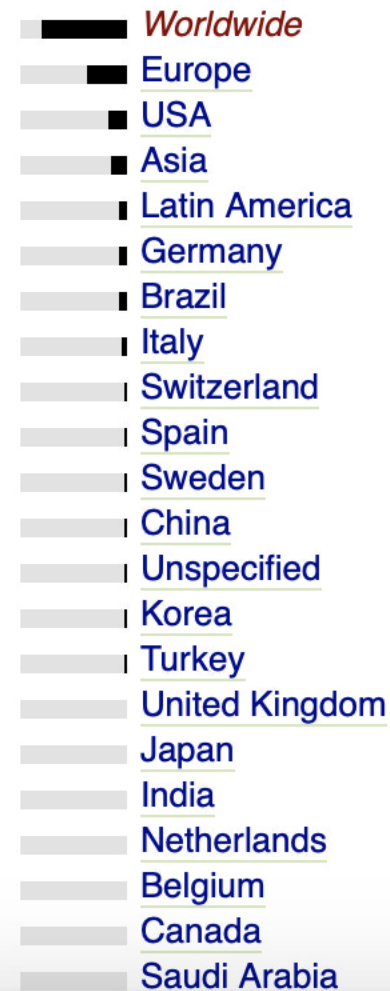 Worldwide
Europe
USA
Asia
Latin America
Germany
Brazil
Italy
Switzerland
Spain
Sweden
China
Unspecified
Korea
Turkey
United Kingdom
Japan
India
Netherlands
Belgium
Canada
Saudi Arabia